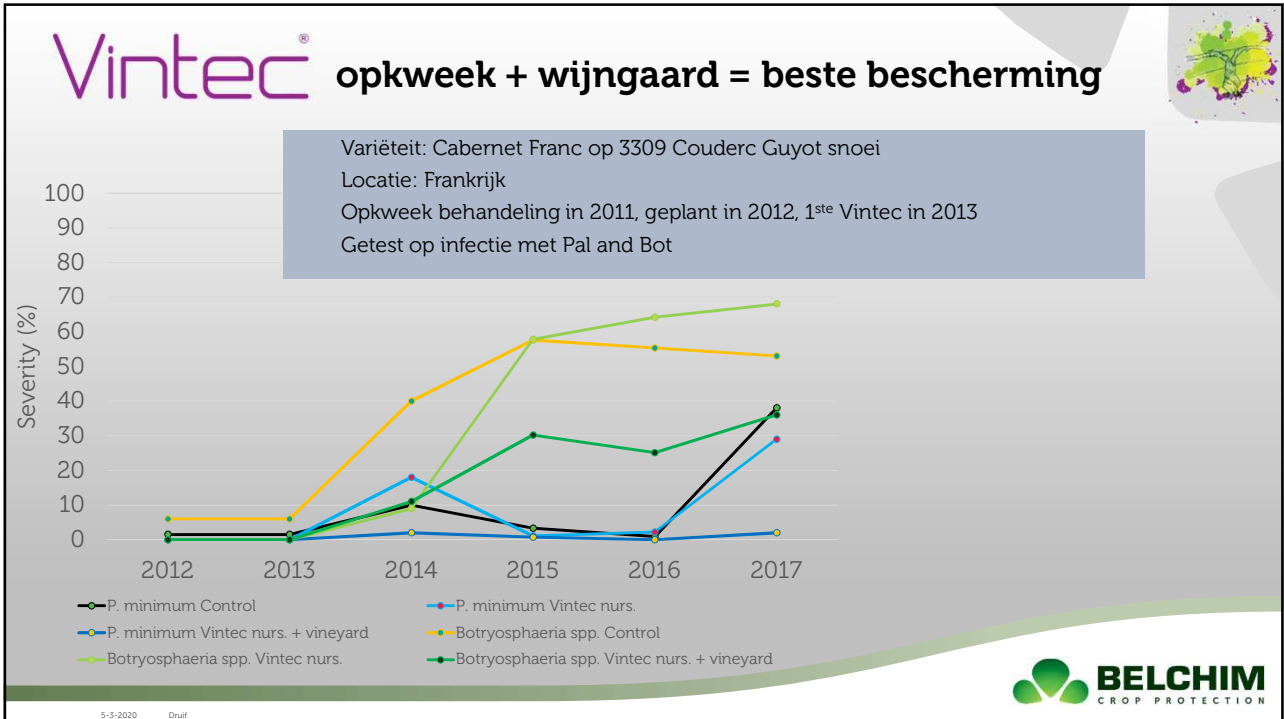 Vintec® opkweek + wijngaard = beste bescherming
Variëteit: Cabernet Franc op 3309 Couderc Guyot snoei
Locatie: Frankrijk
Opkweek behandeling in 2011, geplant in 2012, 1ste Vintec in 2013
Getest op infectie met Pal and Bot
Severity (%)
100
90
80
70
60
50
40
30
20
10
0
2012 2013 2014 2015 2016 2017
P. minimum Control P. minimum Vintec nurs.
P. minimum Vintec nurs. + vineyard Botryosphaeria spp. Control
Botryosphaeria spp. Vintec nurs. Botryosphaeria spp. Vintec nurs. + vineyard
BELCHIM
CROP PROTECTION
5-3-2020 Druif